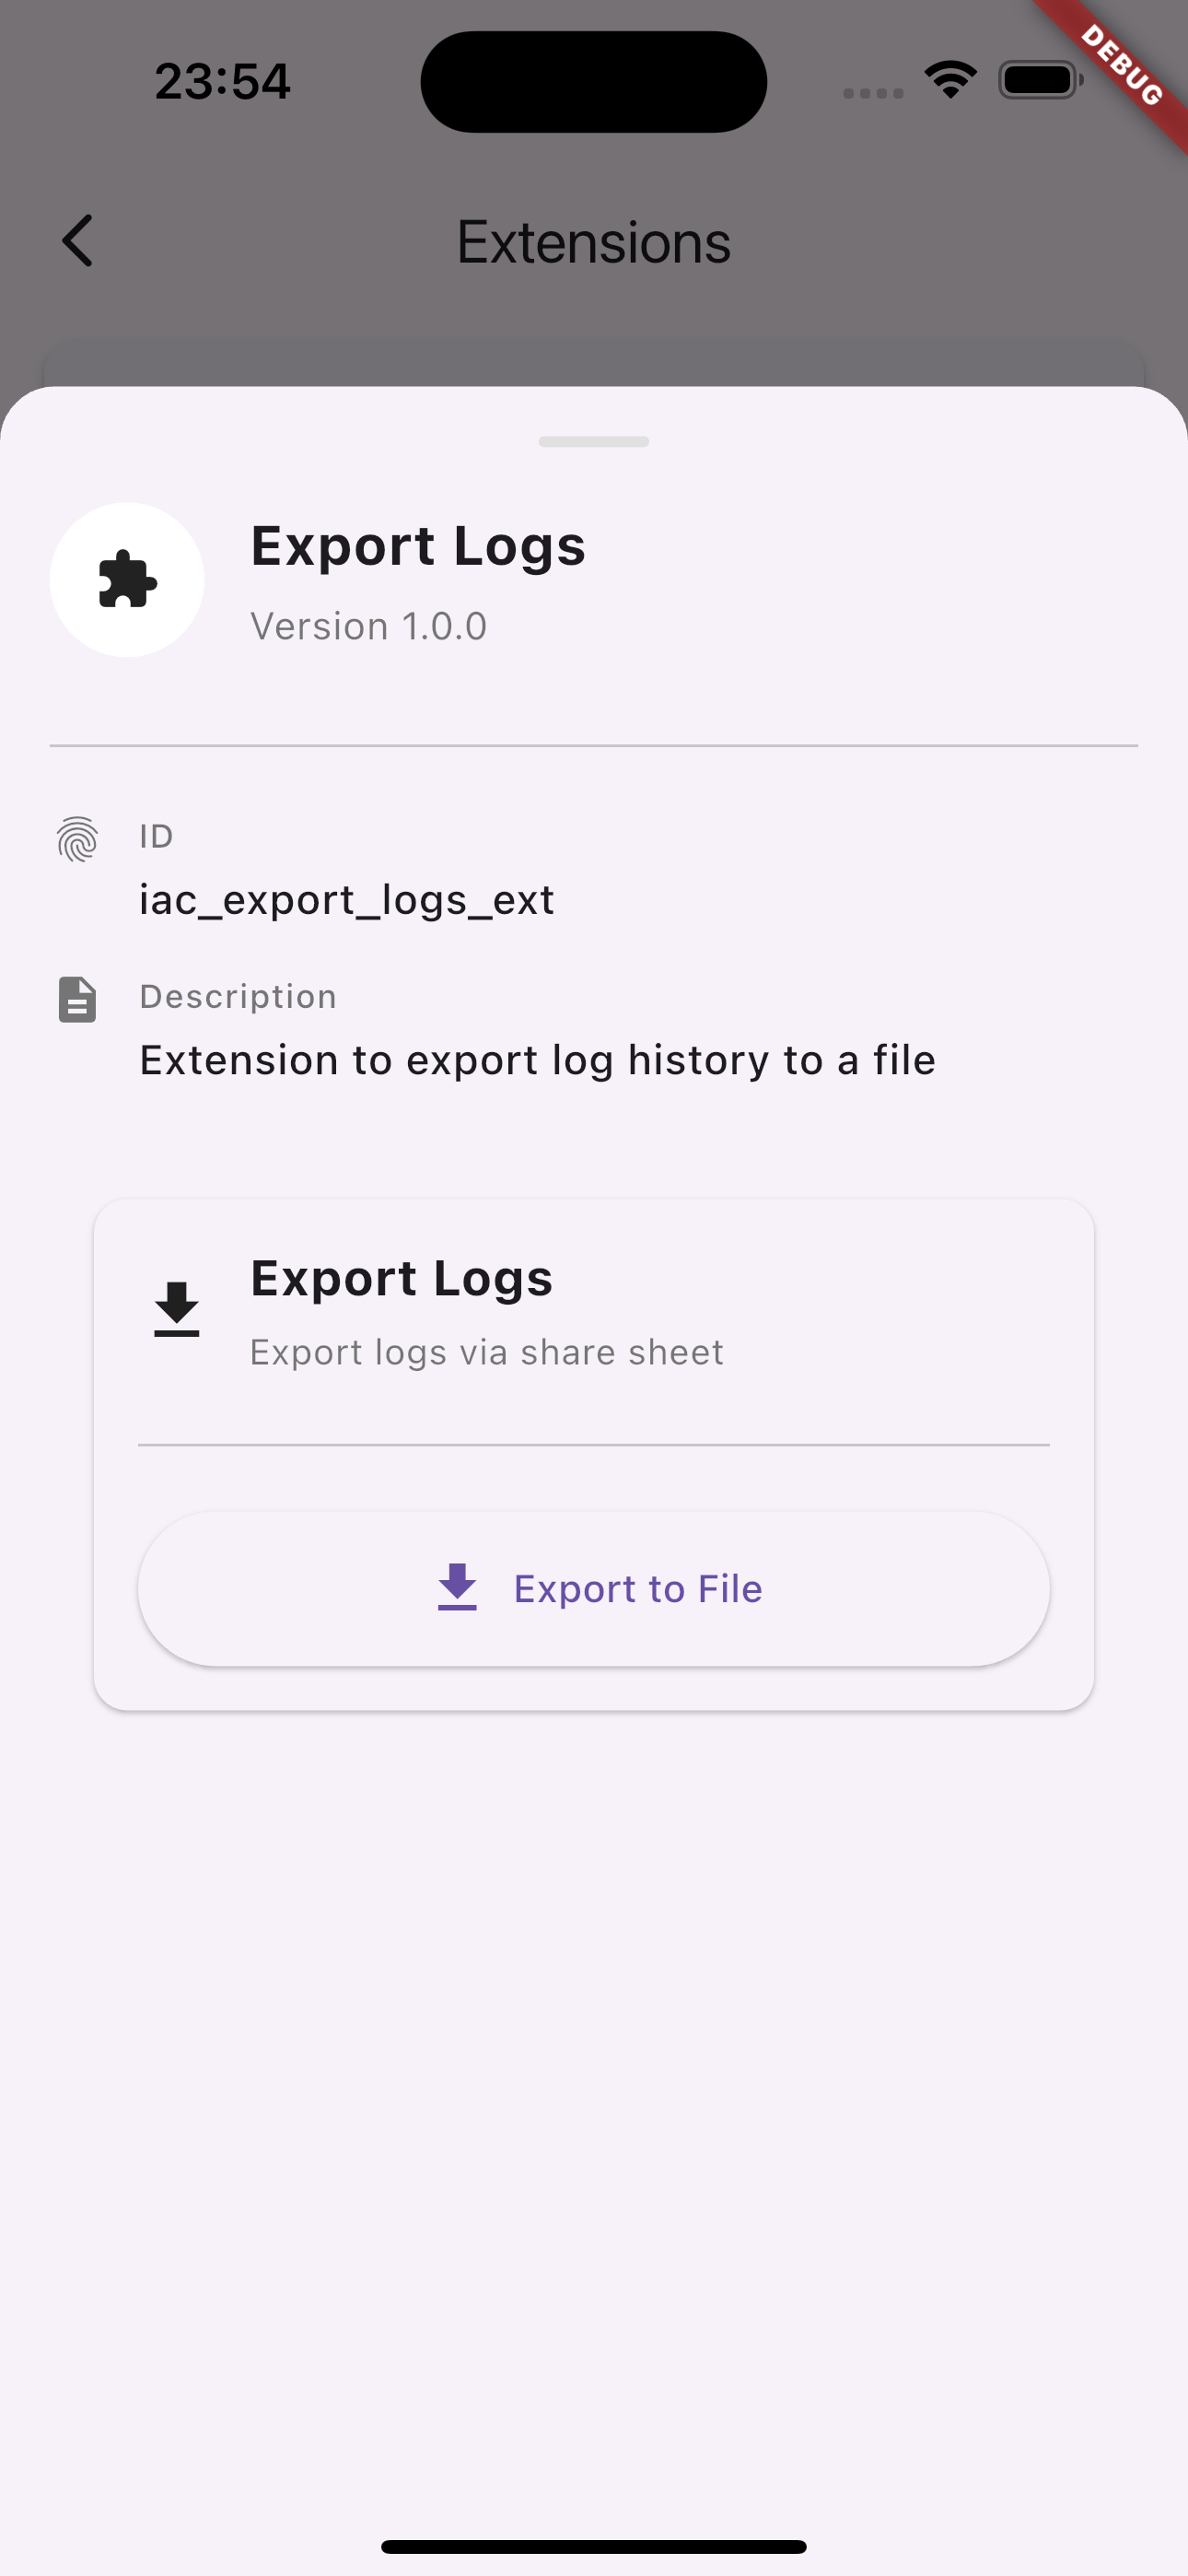 23:54
DEBUG
Extensions
Export Logs
Version 1.0.0
ID
iac_export_logs_ext
Description
Extension to export log history to a file
Export Logs
Export logs via share sheet
Export to File